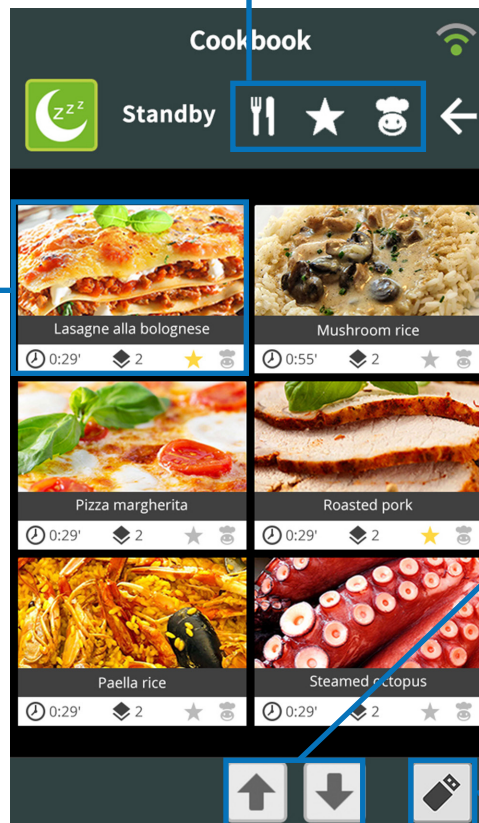 Cookbook
zzz Standby
Lasagne alla bolognese
Mushroom rice
0:29' 2
0:55' 2
Pizza margherita
Roasted pork
0:29' 2
0:29' 2
Paella rice
Steamed octopus
0:29' 2
0:29' 2